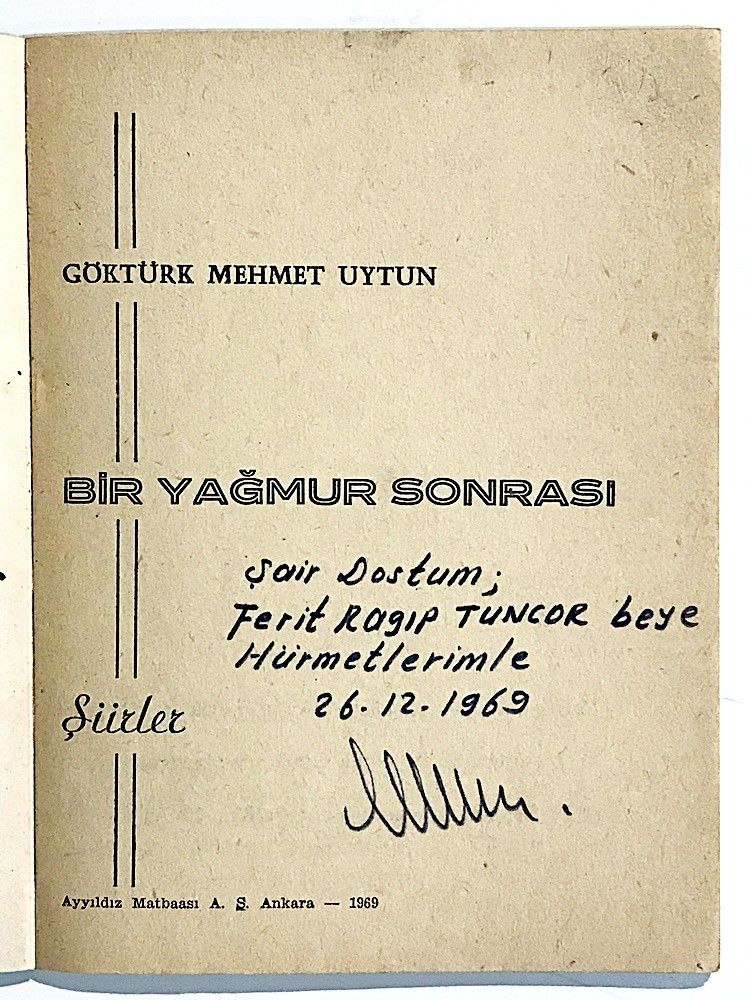 GÖKTÜRK MEHMET UYTUN
BİR YAĞMUR SONRASI
Şair Dostum;
Ferit Ragıp TUNCOR beye
Hürmetlerimle
26.12.1969
Şiirler
Ayyıldız Matbaası A. Ş. Ankara — 1969